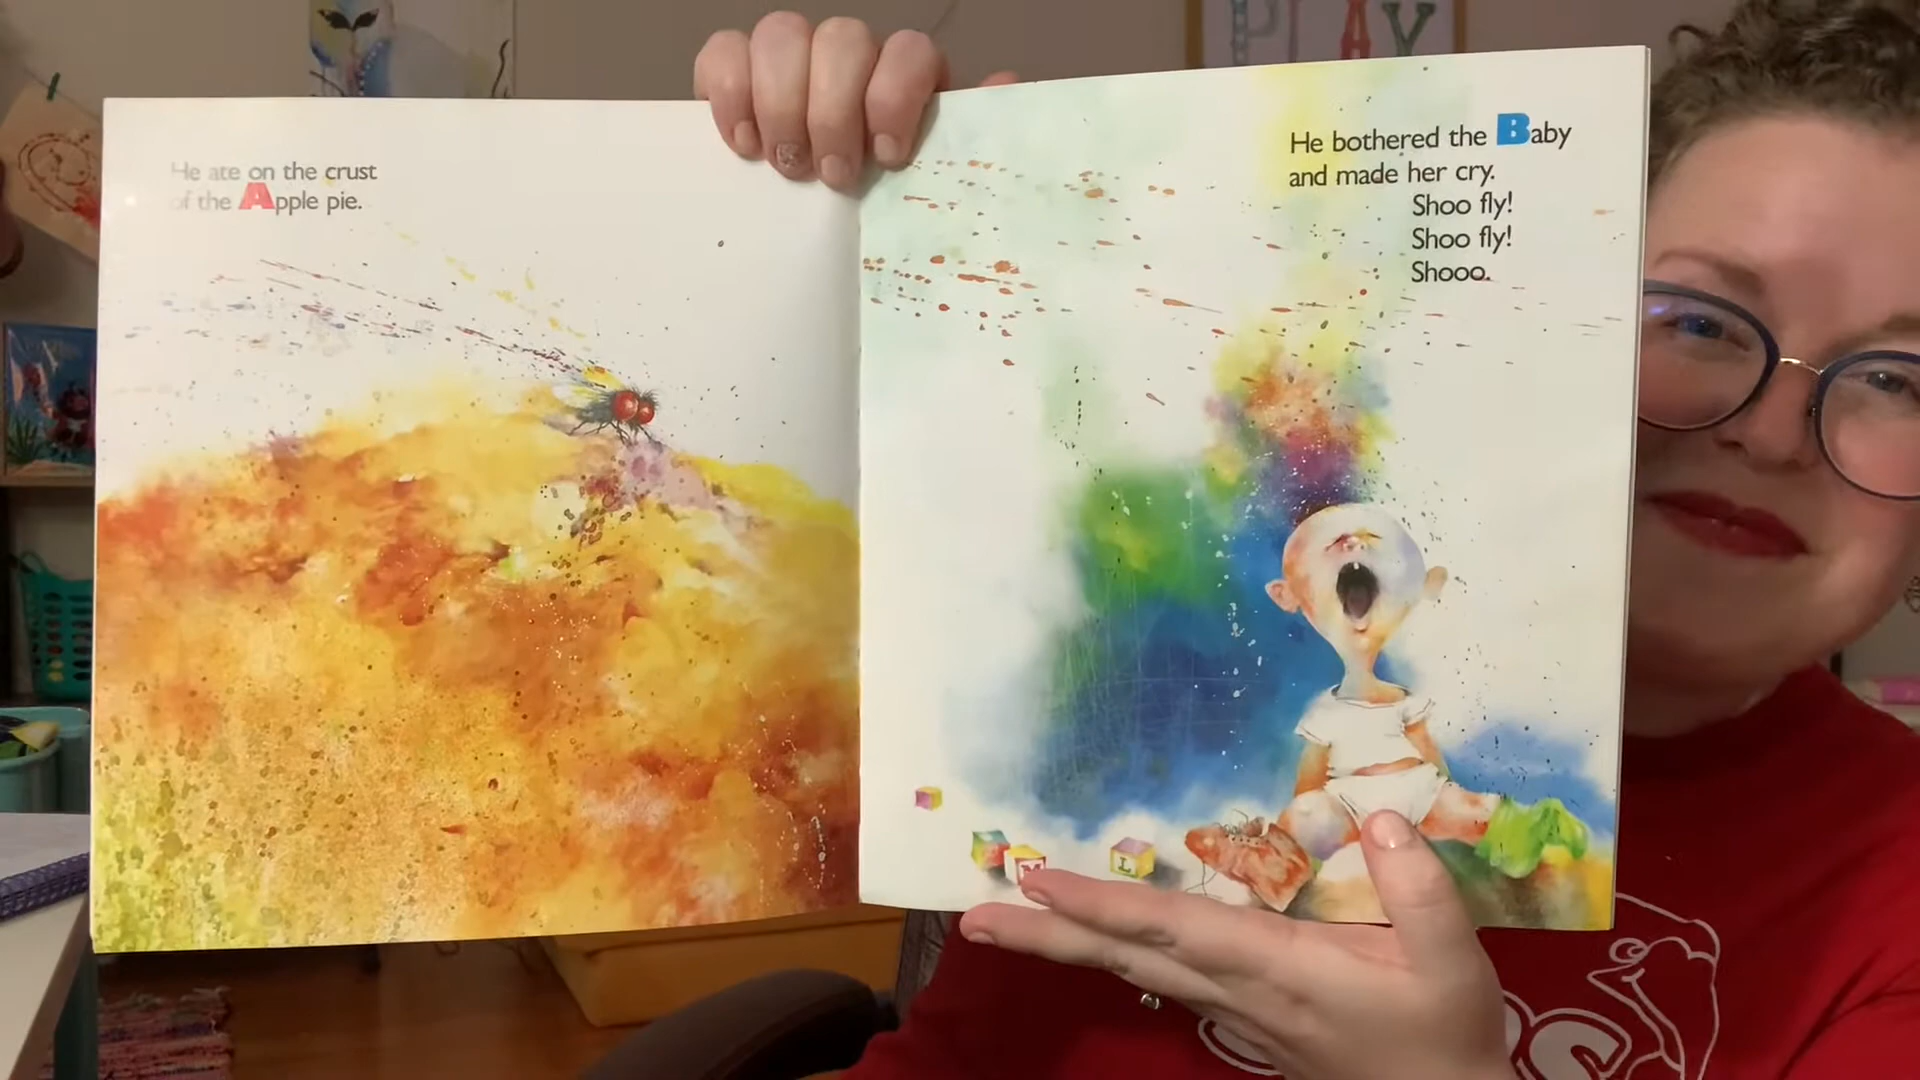 PLAY
He ate on the crust
of the Apple pie.
He bothered the Baby
and made her cry.
Shoo fly!
Shoo fly!
Shooo.
M
L